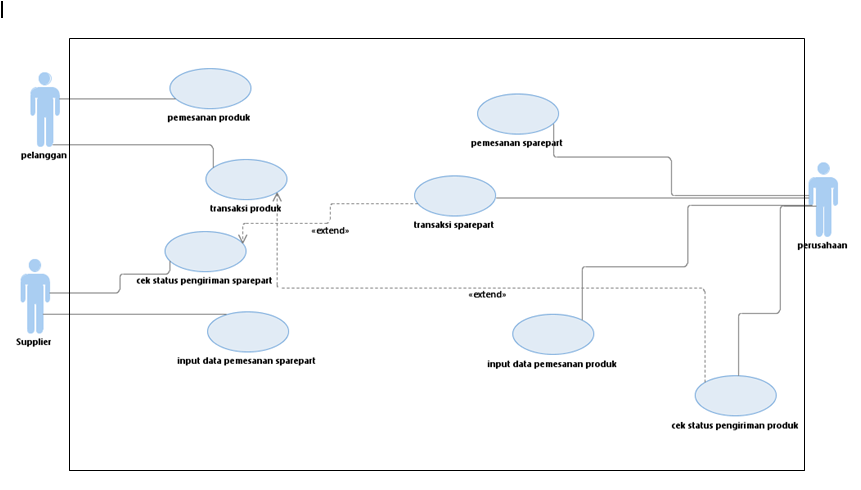 pemesanan produk
pemesanan sparepart
pelanggan
transaksi produk
transaksi sparepart
«extend»
perusahaan
cek status pengiriman sparepart
«extend»
Supplier
input data pemesanan sparepart
input data pemesanan produk
cek status pengiriman produk